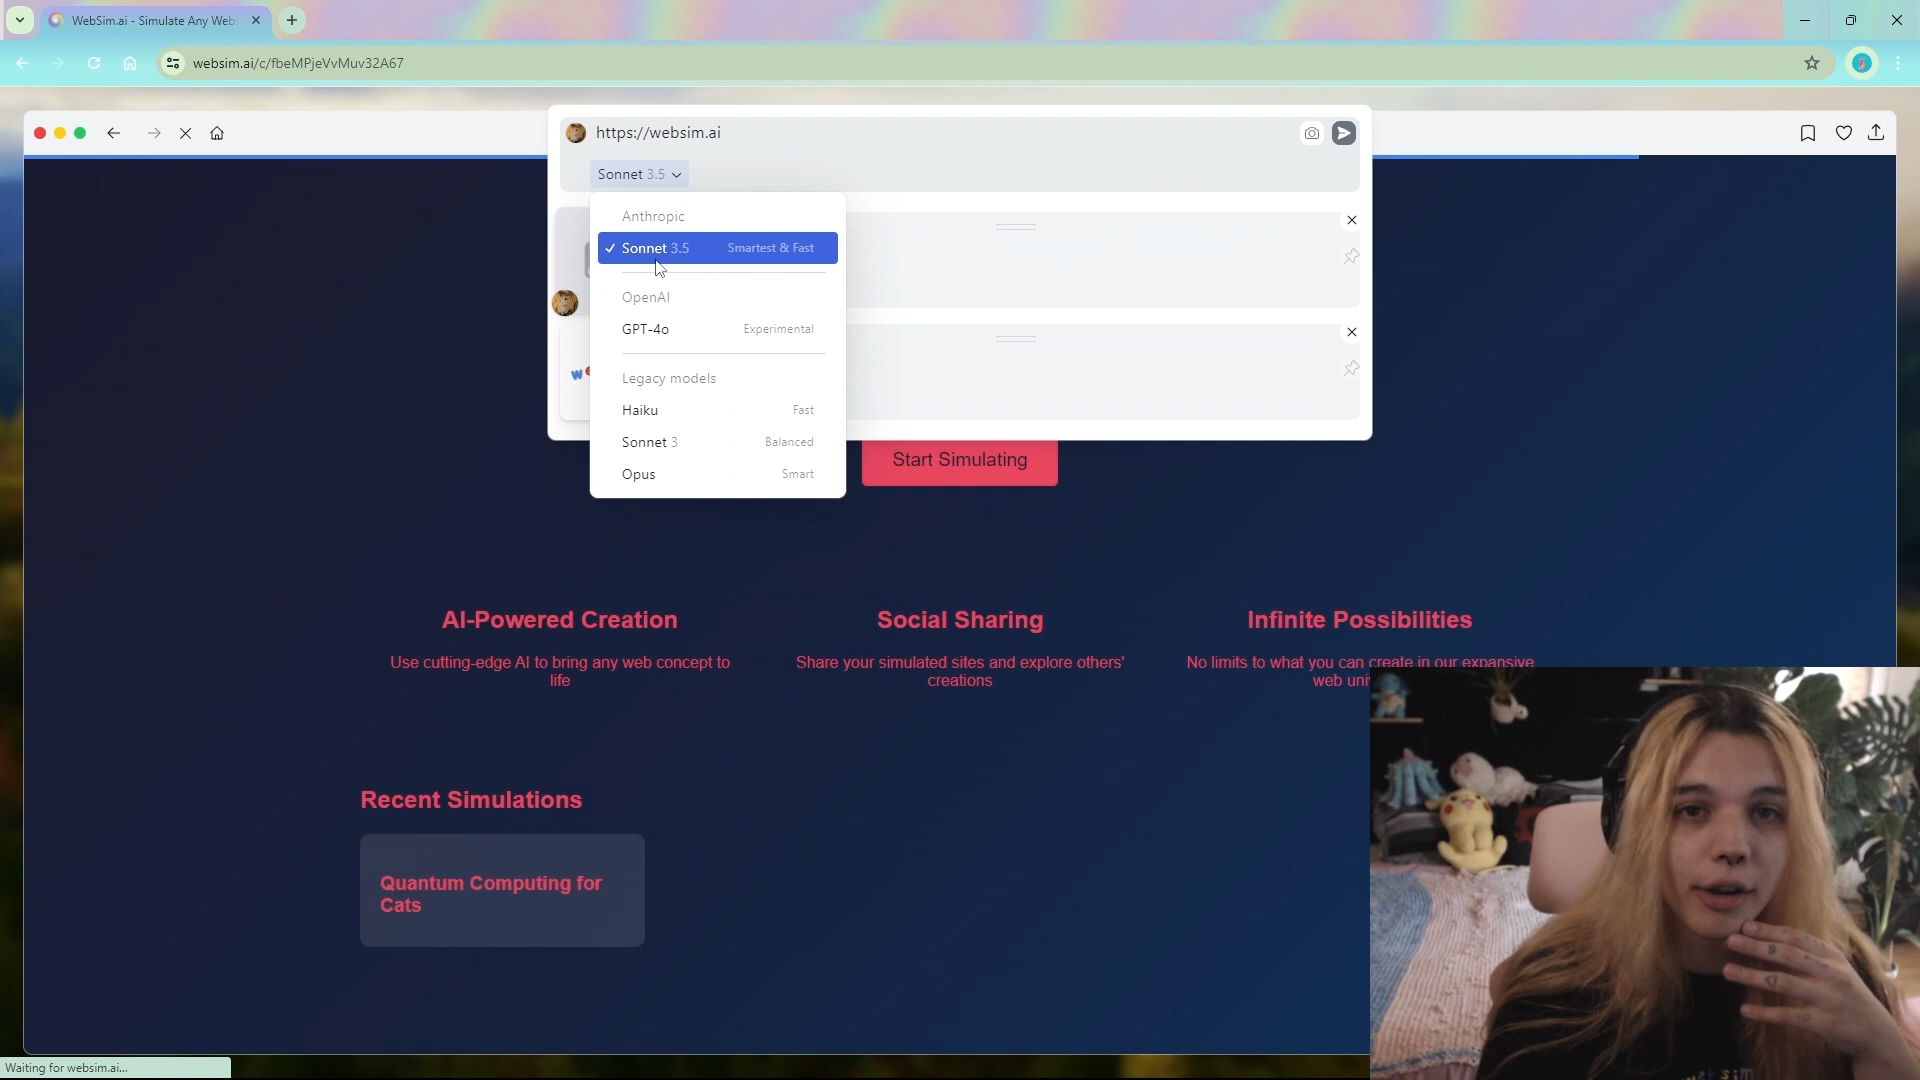 WebSim.ai - Simulate Any Web
websim.ai/c/fbeMPjeVvMuv32A67
https://websim.ai
Sonnet 3.5
Anthropic
Sonnet 3.5 Smartest & Fast
OpenAI
GPT-4o Experimental
Legacy models
Haiku Fast
Sonnet 3 Balanced
Opus Smart
Start Simulating
AI-Powered Creation
Use cutting-edge AI to bring any web concept to
life
Social Sharing
Share your simulated sites and explore others'
creations
Infinite Possibilities
No limits to what you can create in our expansive
web uni
Recent Simulations
Quantum Computing for
Cats
Waiting for websim.ai...